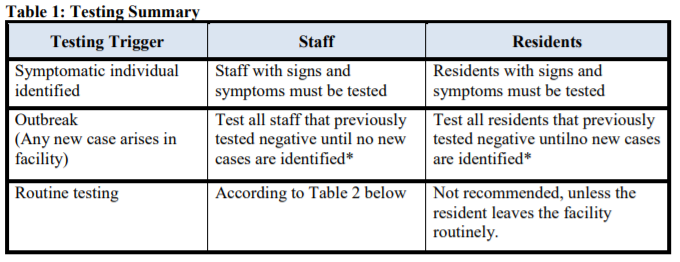 Table 1: Testing Summary
Testing Trigger Staff Residents
Symptomatic individual identified Staff with signs and symptoms must be tested Residents with signs and symptoms must be tested
Outbreak (Any new case arises in facility) Test all staff that previously tested negative until no new cases are identified* Test all residents that previously tested negative untilno new cases are identified*
Routine testing According to Table 2 below Not recommended, unless the resident leaves the facility routinely.